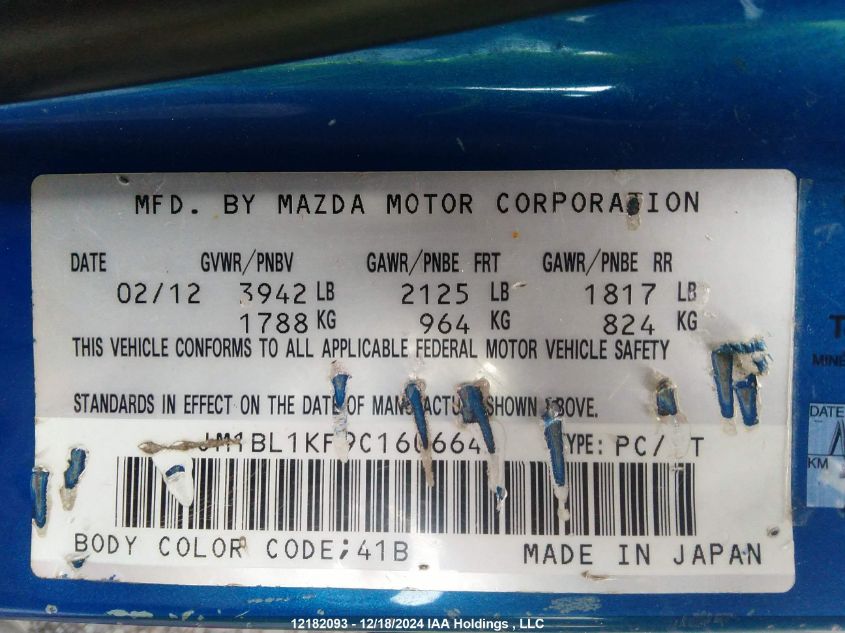 MFD. BY MAZDA MOTOR CORPORATION
DATE GVWR/PNBV GAWR/PNBE FRT GAWR/PNBE RR
02/12 3942 LB 2125 LB 1817 LB
1788 KG 964 KG 824 KG
THIS VEHICLE CONFORMS TO ALL APPLICABLE FEDERAL MOTOR VEHICLE SAFETY
STANDARDS IN EFFECT ON THE DATE OF MANUFACTURE SHOWN ABOVE.
TYPE: PC/ T
BODY COLOR CODE;41B MADE IN JAPAN
DATE
KM
12182093 - 12/18/2024 IAA Holdings , LLC